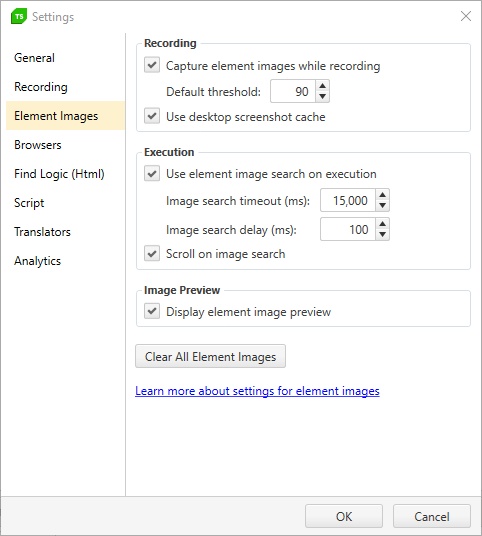 TS Settings
General
Recording
Element Images
Browsers
Find Logic (Html)
Script
Translators
Analytics
Recording
Capture element images while recording
Default threshold: 90
Use desktop screenshot cache
Execution
Use element image search on execution
Image search timeout (ms): 15,000
Image search delay (ms): 100
Scroll on image search
Image Preview
Display element image preview
Clear All Element Images
Learn more about settings for element images
OK Cancel